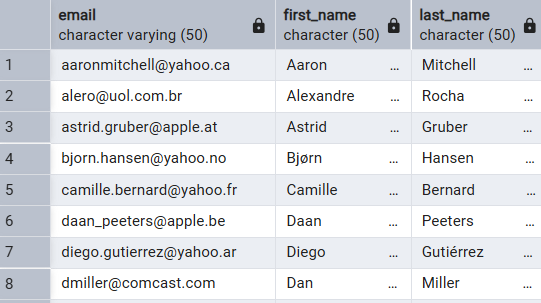 email first_name last_name
character varying (50) character (50) character (50)
1 aaronmitchell@yahoo.ca Aaron ... Mitchell ...
2 alero@uol.com.br Alexandre ... Rocha ...
3 astrid.gruber@apple.at Astrid ... Gruber ...
4 bjorn.hansen@yahoo.no Bjørn ... Hansen ...
5 camille.bernard@yahoo.fr Camille ... Bernard ...
6 daan_peeters@apple.be Daan ... Peeters ...
7 diego.gutierrez@yahoo.ar Diego ... Gutiérrez ...
8 dmiller@comcast.com Dan ... Miller ...